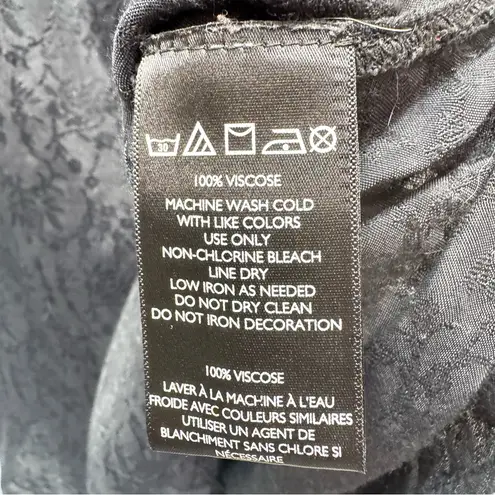 30
100% VISCOSE
MACHINE WASH COLD
WITH LIKE COLORS
USE ONLY
NON-CHLORINE BLEACH
LINE DRY
LOW IRON AS NEEDED
DO NOT DRY CLEAN
DO NOT IRON DECORATION
100% VISCOSE
LAVER À LA MACHINE À L'EAU
FROIDE AVEC COULEURS SIMILAIRES
UTILISER UN AGENT DE
BLANCHIMENT SANS CHLORE SI
NÉCESSAIRE